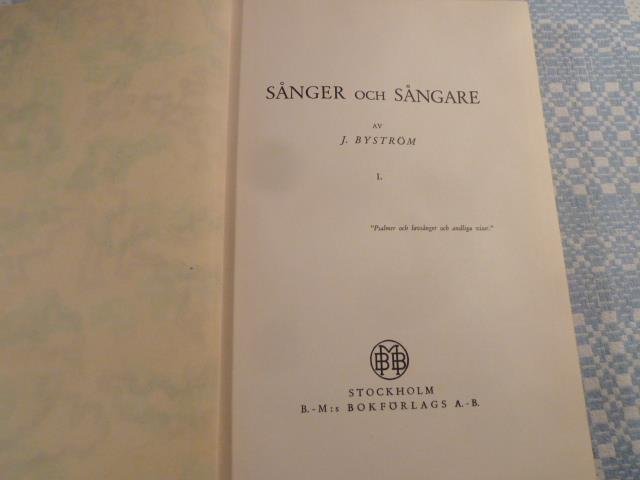 SÅNGER OCH SÅNGARE
AV
J. BYSTRÖM
I.
"Psalmer och lovsånger och andliga visor."
BMB
STOCKHOLM
B.-M:s BOKFÖRLAGS A.-B.